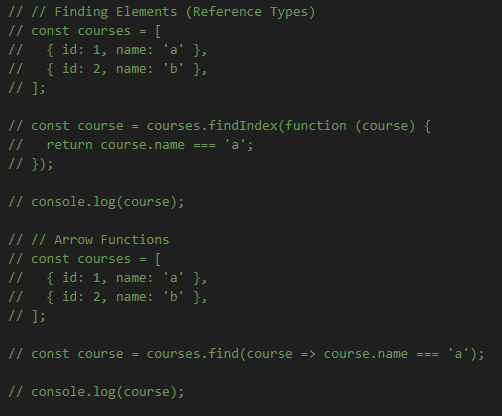 // // Finding Elements (Reference Types)
// const courses = [
//   { id: 1, name: 'a' },
//   { id: 2, name: 'b' },
// ];
// const course = courses.findIndex(function (course) {
//   return course.name === 'a';
// });
// console.log(course);
// // Arrow Functions
// const courses = [
//   { id: 1, name: 'a' },
//   { id: 2, name: 'b' },
// ];
// const course = courses.find(course => course.name === 'a');
// console.log(course);